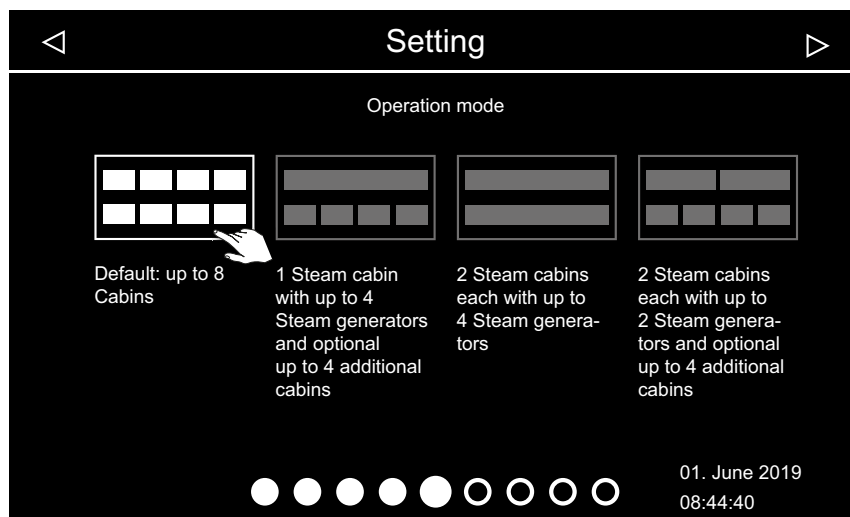 Setting
Operation mode
Default: up to 8
Cabins
1 Steam cabin
with up to 4
Steam generators
and optional
up to 4 additional
cabins
2 Steam cabins
each with up to
4 Steam genera-
tors
2 Steam cabins
each with up to
2 Steam genera-
tors and optional
up to 4 additional
cabins
01. June 2019
08:44:40